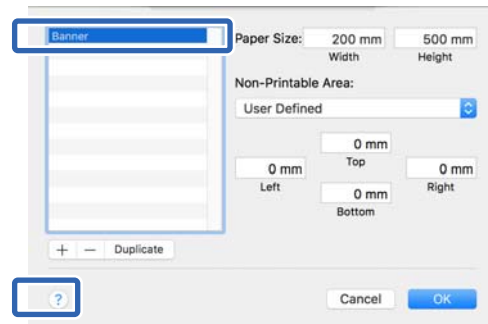 Banner
Paper Size: 200 mm 500 mm
Width Height
Non-Printable Area:
User Defined
0 mm
Top
0 mm 0 mm
Left Right
0 mm
Bottom
+ − Duplicate
? Cancel OK